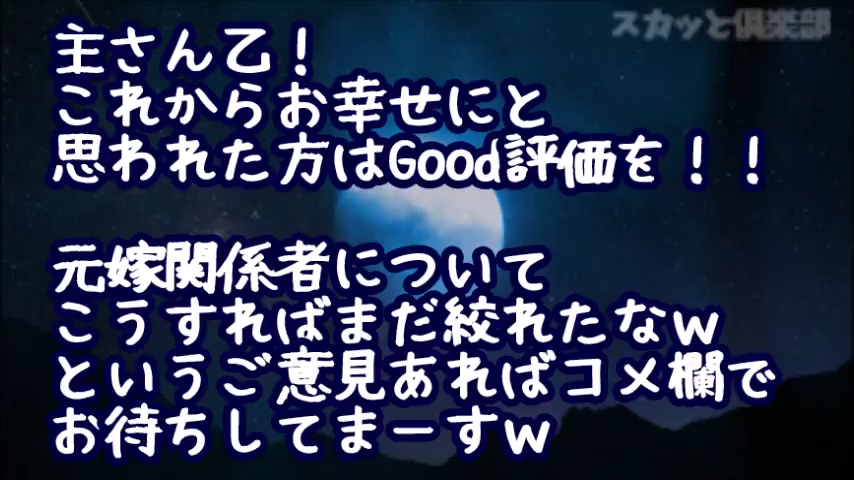 スカッと倶楽部
主さん乙！
これからお幸せにと
思われた方はGood評価を！！
元嫁関係者について
こうすればまだ絞れたなｗ
というご意見あればコメ欄で
お待ちしてまーすｗ